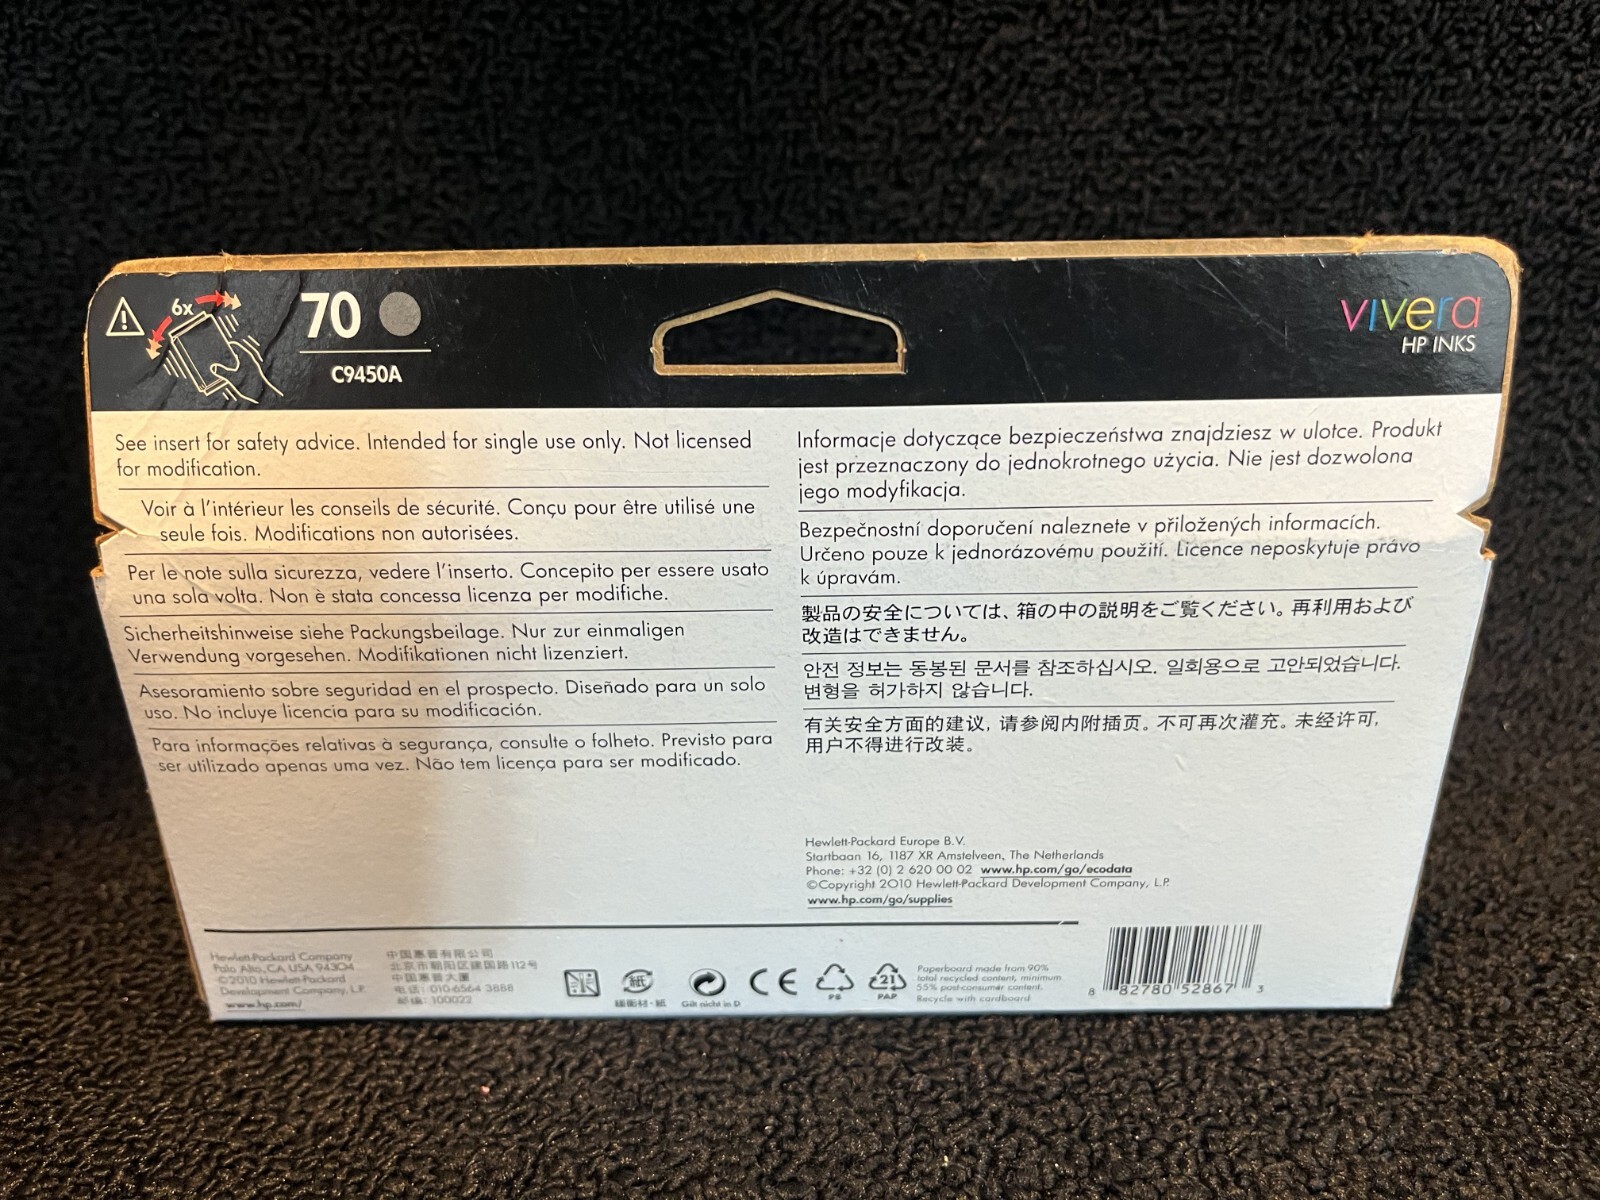 6x
70
C9450A
vivera
HP INKS
See insert for safety advice. Intended for single use only. Not licensed
for modification.
Voir à l'intérieur les conseils de sécurité. Conçu pour être utilisé une
seule fois. Modifications non autorisées.
Per le note sulla sicurezza, vedere l'inserto. Concepito per essere usato
una sola volta. Non è stata concessa licenza per modifiche.
Sicherheitshinweise siehe Packungsbeilage. Nur zur einmaligen
Verwendung vorgesehen. Modifikationen nicht lizenziert.
Asesoramiento sobre seguridad en el prospecto. Diseñado para un solo
uso. No incluye licencia para su modificación.
Para informações relativas à segurança, consulte o folheto. Previsto para
ser utilizado apenas uma vez. Não tem licença para ser modificado.
Informacje dotyczące bezpieczeństwa znajdziesz w ulotce. Produkt
jest przeznaczony do jednokrotnego użycia. Nie jest dozwolona
jego modyfikacja.
Bezpečnostní doporučení naleznete v přiložených informacích.
Určeno pouze k jednorázovému použití. Licence neposkytuje právo
k úpravám.
製品の安全については、箱の中の説明をご覧ください。再利用および
改造はできません。
안전 정보는 동봉된 문서를 참조하십시오. 일회용으로 고안되었습니다.
변형을 허가하지 않습니다.
有关安全方面的建议, 请参阅内附插页。不可再次灌充。未经许可,
用户不得进行改装。
Hewlett-Packard Europe B.V.
Startbaan 16, 1187 XR Amstelveen, The Netherlands
Phone: +32 (0) 2 620 00 02 www.hp.com/go/ecodata
©Copyright 2010 Hewlett-Packard Development Company, L.P.
www.hp.com/go/supplies
Hewlett-Packard Company
Palo Alto, CA USA 94304
©2010 Hewlett-Packard
Development Company, L.P.
www.hp.com/
中国惠普有限公司
北京市朝阳区建国路112号
中国惠普大厦
电话: 010-6564 3888
邮编: 100022
紙
緩衝材・紙
Gilt nicht in D
CE
PS
21
PAP
Paperboard made from 90%
total recycled content, minimum
55% post-consumer content.
Recycle with cardboard
8 82780 52867 3